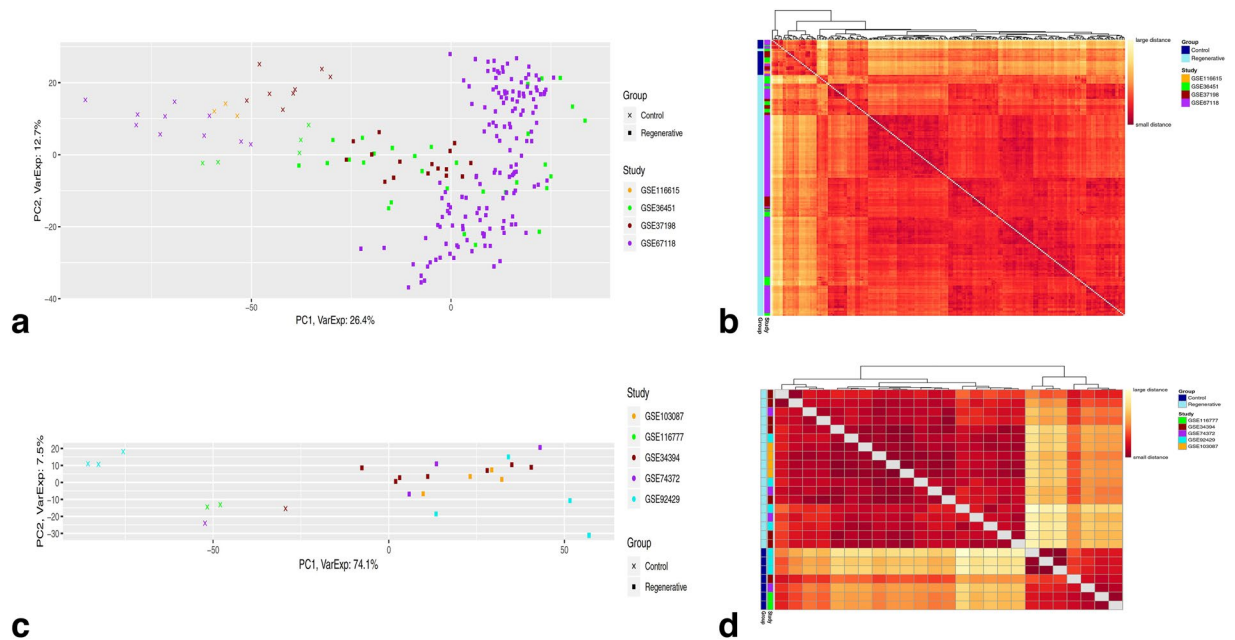 PC2, VarExp: 12.7%
20
0
−20
−40
−50
0
PC1, VarExp: 26.4%
Group
Control
Regenerative
Study
GSE116615
GSE36451
GSE37198
GSE67118
a
large distance
small distance
Group
Control
Regenerative
Study
GSE116615
GSE36451
GSE37198
GSE67118
Group
Study
b
PC2, VarExp: 7.5%
20
10
0
−10
−20
−30
−50
0
50
PC1, VarExp: 74.1%
Study
GSE103087
GSE116777
GSE34394
GSE74372
GSE92429
Group
Control
Regenerative
c
large distance
small distance
Group
Control
Regenerative
Study
GSE116777
GSE34394
GSE74372
GSE92429
GSE103087
Group
Study
d